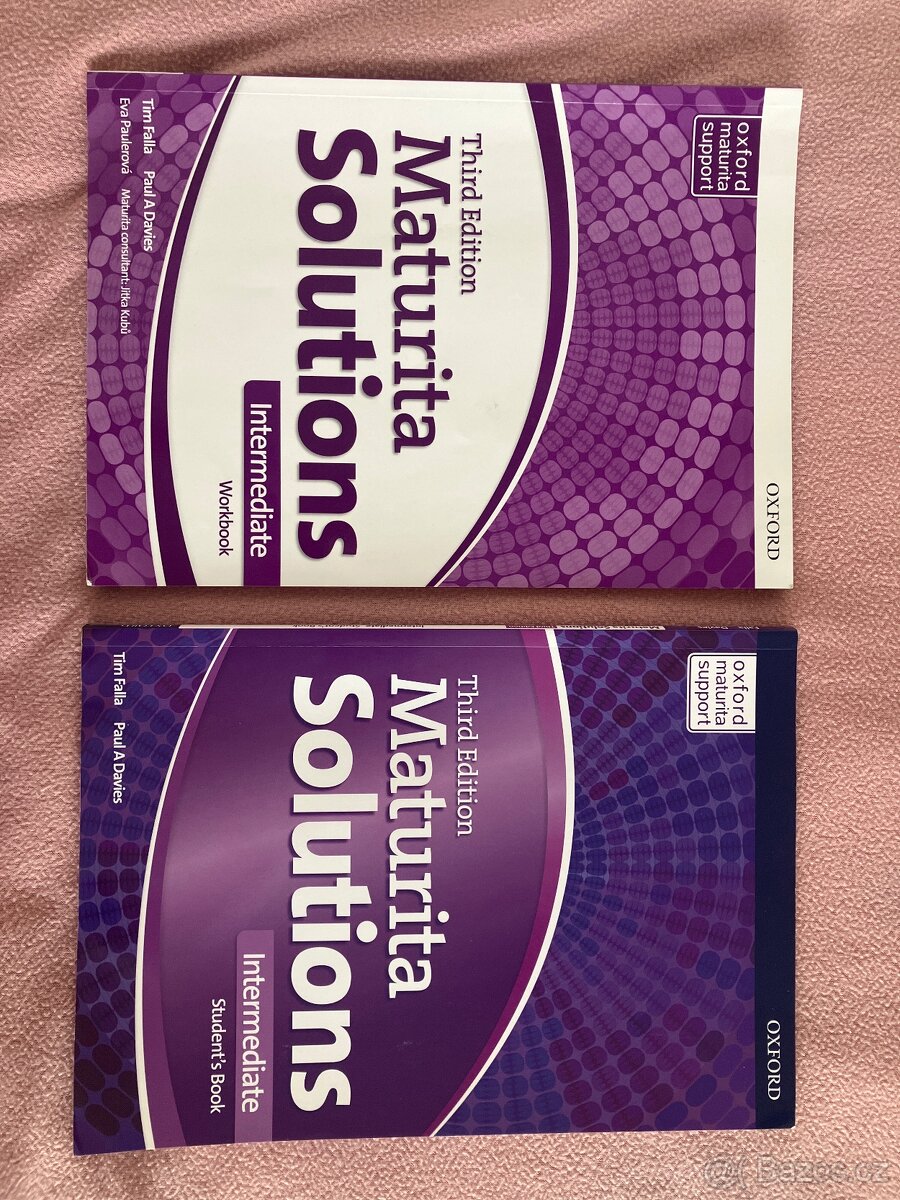 OXFORD
oxford
maturita
support
Third Edition
Maturita
Solutions
Intermediate
Workbook
Tim Falla Paul A Davies
Eva Paulerová Maturita consultant: Jitka Kubů
OXFORD
oxford
maturita
support
Third Edition
Maturita
Solutions
Intermediate
Student's Book
Tim Falla Paul A Davies
Bazos.cz